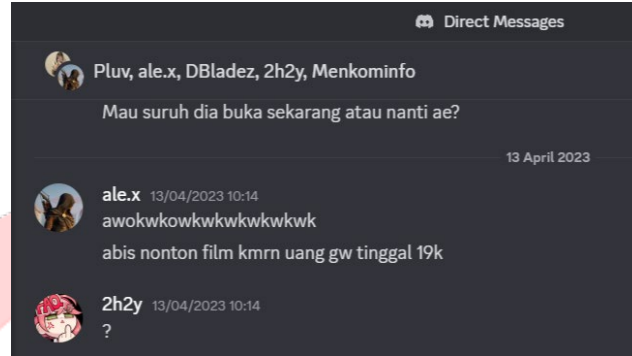 Direct Messages
Pluv, ale.x, DBladez, 2h2y, Menkominfo
Mau suruh dia buka sekarang atau nanti ae?
13 April 2023
ale.x 13/04/2023 10:14
awokwkowkwkwkwkwkwk
abis nonton film kmrn uang gw tinggal 19k
2h2y 13/04/2023 10:14
?